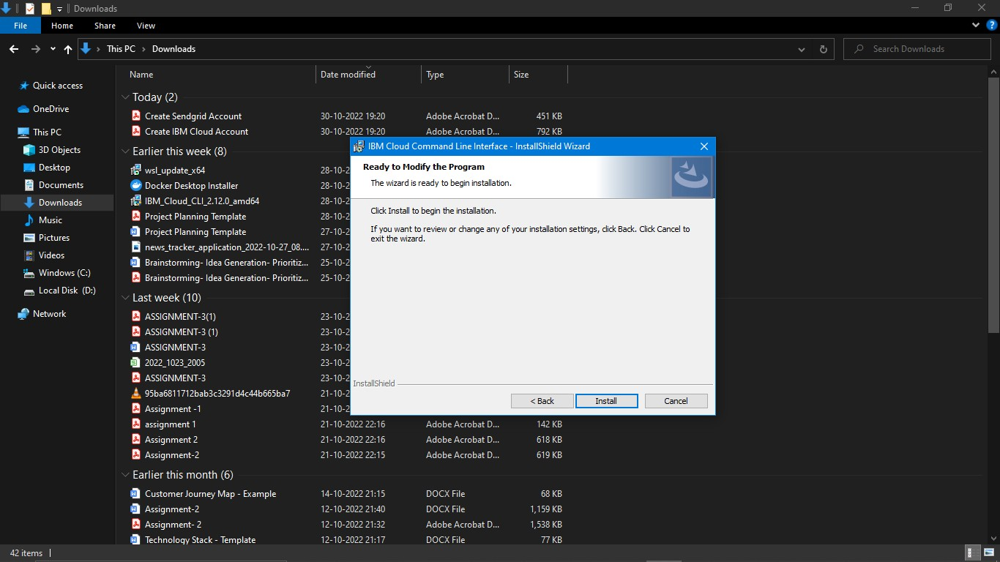 Downloads
File Home Share View
This PC Downloads
Search Downloads
Name Date modified Type Size
Quick access
OneDrive
This PC
3D Objects
Desktop
Documents
Downloads
Music
Pictures
Videos
Windows (C:)
Local Disk (D:)
Network
Today (2)
Create Sendgrid Account 30-10-2022 19:20 Adobe Acrobat D... 451 KB
Create IBM Cloud Account 30-10-2022 19:20 Adobe Acrobat D... 792 KB
Earlier this week (8)
wsl_update_x64 28-10-2
Docker Desktop Installer 28-10-2
IBM_Cloud_CLI_2.12.0_amd64 28-10-2
Project Planning Template 28-10-2
Project Planning Template 27-10-2
news_tracker_application_2022-10-27_08.... 27-10-2
Brainstorming- Idea Generation- Prioritiz... 25-10-2
Brainstorming- Idea Generation- Prioritiz... 25-10-2
Last week (10)
ASSIGNMENT-3(1) 23-10-2
ASSIGNMENT-3 (1) 23-10-2
ASSIGNMENT-3 23-10-2
2022_1023_2005 23-10-2
ASSIGNMENT-3 23-10-2
95ba6811712bab3c3291d4c44b665ba7 21-10-2
Assignment -1 21-10-2
assignment 1 21-10-2022 22:16 Adobe Acrobat D... 142 KB
Assignment 2 21-10-2022 22:16 Adobe Acrobat D... 618 KB
Assignment-2 21-10-2022 22:15 Adobe Acrobat D... 619 KB
Earlier this month (6)
Customer Journey Map - Example 14-10-2022 21:15 DOCX File 68 KB
Assignment-2 12-10-2022 21:40 DOCX File 1,159 KB
Assignment- 2 12-10-2022 21:32 Adobe Acrobat D... 1,538 KB
Technology Stack - Template 12-10-2022 21:17 DOCX File 77 KB
IBM Cloud Command Line Interface - InstallShield Wizard
Ready to Modify the Program
The wizard is ready to begin installation.
Click Install to begin the installation.
If you want to review or change any of your installation settings, click Back. Click Cancel to
exit the wizard.
InstallShield
< Back Install Cancel
42 items